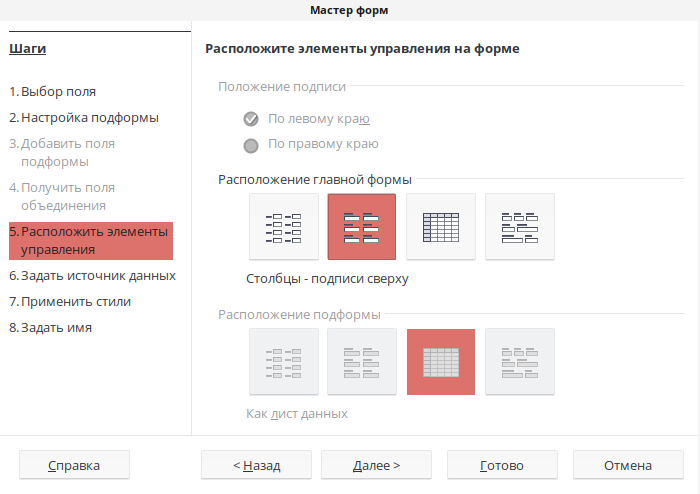 Мастер форм
Шаги
1. Выбор поля
2. Настройка подформы
3. Добавить поля
подформы
4. Получить поля
объединения
5. Расположить элементы
управления
6. Задать источник данных
7. Применить стили
8. Задать имя
Расположите элементы управления на форме
Положение подписи
По левому краю
По правому краю
Расположение главной формы
Столбцы - подписи сверху
Расположение подформы
Как лист данных
Справка
< Назад
Далее >
Готово
Отмена